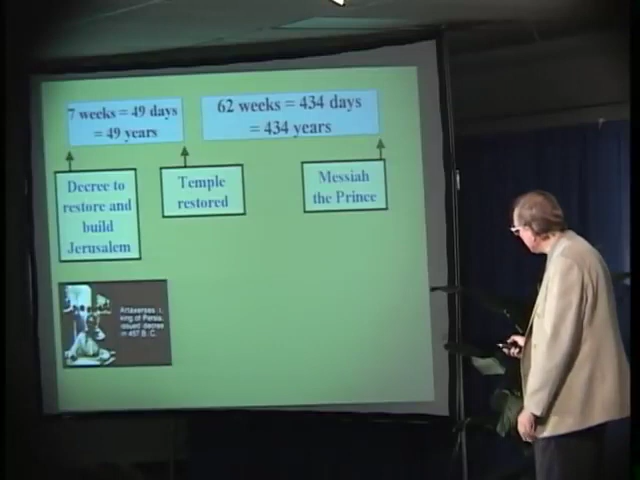 7 weeks = 49 days
= 49 years
62 weeks = 434 days
= 434 years
Decree to
restore and
build
Jerusalem
Temple
restored
Messiah
the Prince
Artaxerxes I,
king of Persia,
issued decree
in 457 B.C.